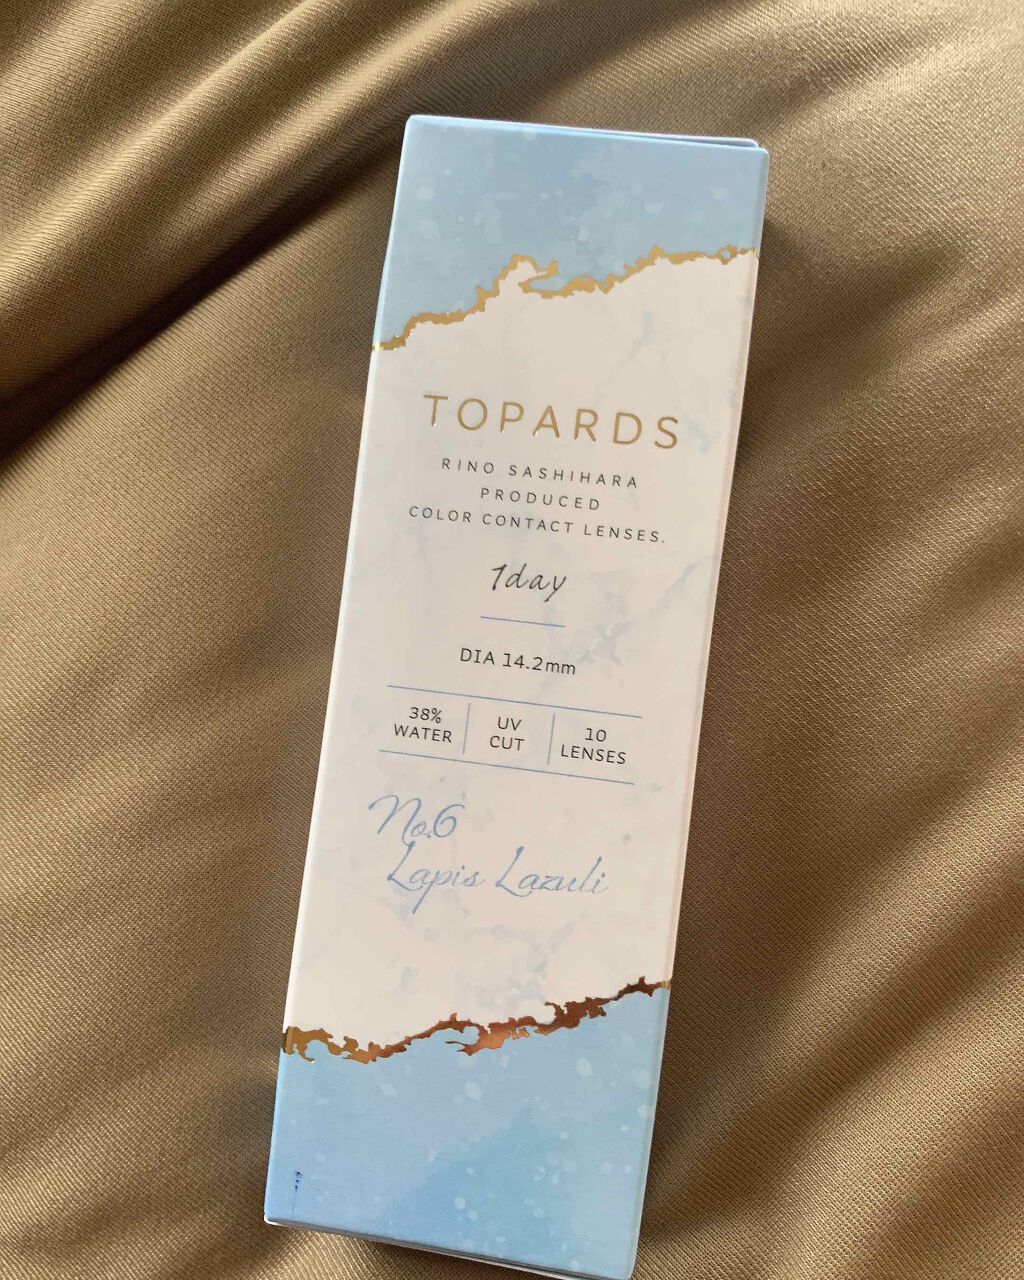 TOPARDS
RINO SASHIHARA
PRODUCED
COLOR CONTACT LENSES.
1day
DIA 14.2mm
38%
WATER
UV
CUT
10
LENSES
No.6
Lapis Lazuli